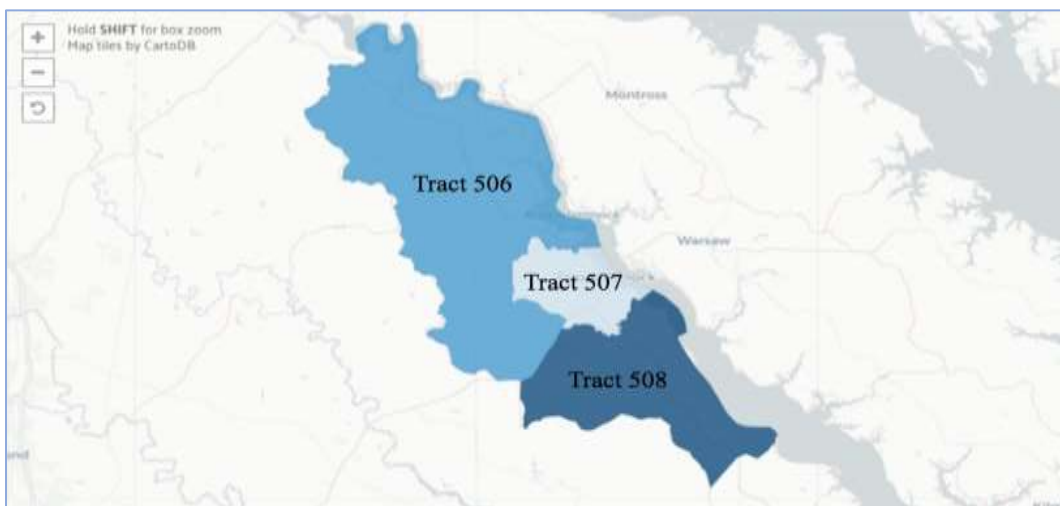 +
Hold SHIFT for box zoom
Map tiles by CartoDB
−
Montross
Tract 506
Warsaw
Tract 507
Tract 508